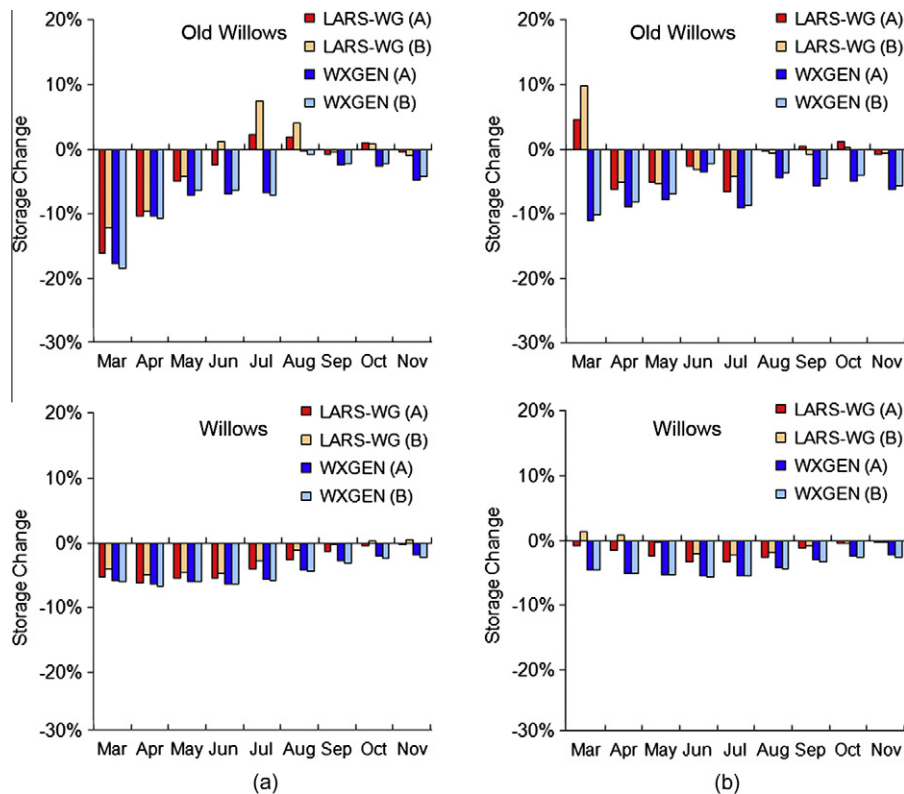 20%
10%
0%
-10%
-20%
-30%
Storage Change
Old Willows
LARS-WG (A)
LARS-WG (B)
WXGEN (A)
WXGEN (B)
Mar Apr May Jun Jul Aug Sep Oct Nov
20%
10%
0%
-10%
-20%
-30%
Storage Change
Old Willows
LARS-WG (A)
LARS-WG (B)
WXGEN (A)
WXGEN (B)
Mar Apr May Jun Jul Aug Sep Oct Nov
20%
10%
0%
-10%
-20%
-30%
Storage Change
Willows
LARS-WG (A)
LARS-WG (B)
WXGEN (A)
WXGEN (B)
Mar Apr May Jun Jul Aug Sep Oct Nov
(a)
20%
10%
0%
-10%
-20%
-30%
Storage Change
Willows
LARS-WG (A)
LARS-WG (B)
WXGEN (A)
WXGEN (B)
Mar Apr May Jun Jul Aug Sep Oct Nov
(b)